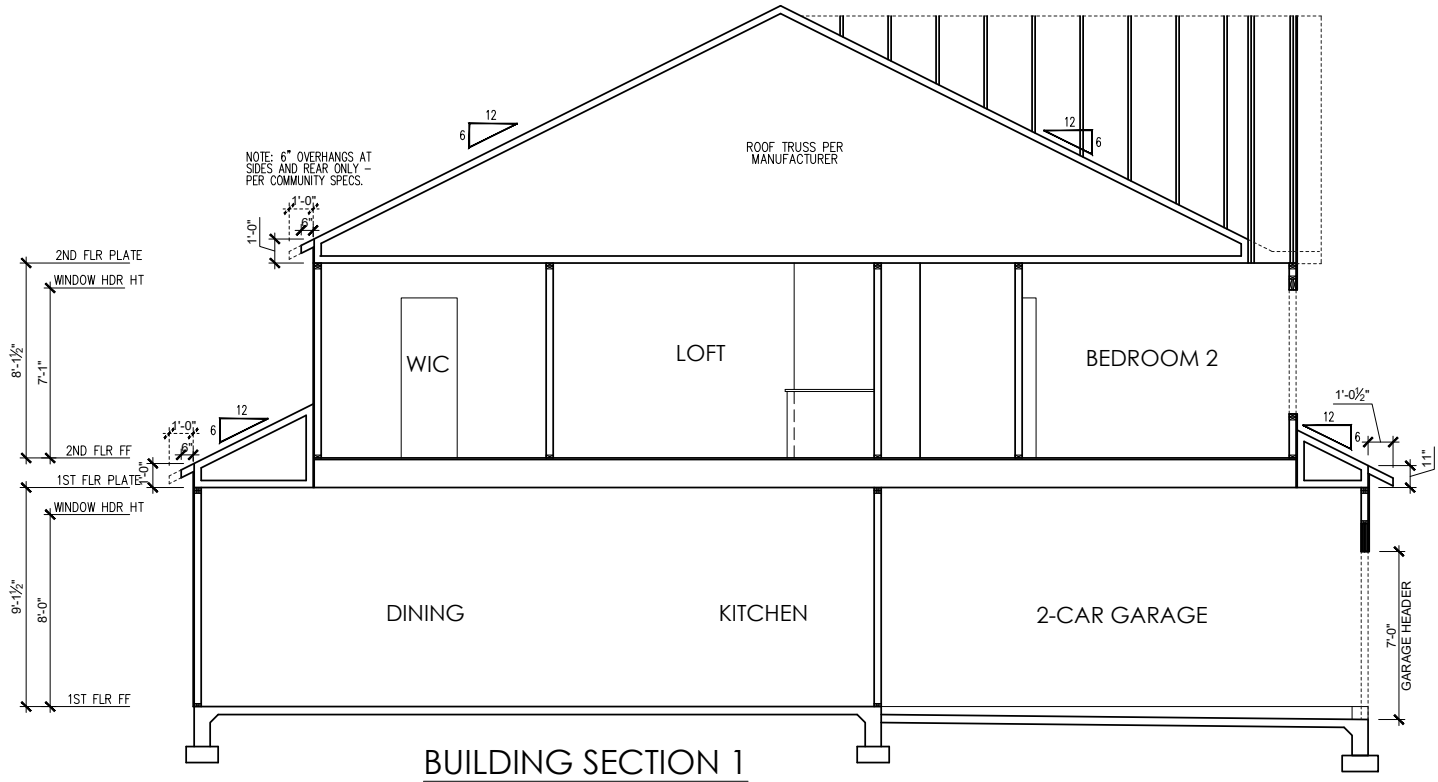 12
6
12
6
ROOF TRUSS PER
MANUFACTURER
NOTE: 6" OVERHANGS AT
SIDES AND REAR ONLY –
PER COMMUNITY SPECS.
1'-0"
6"
1'-0"
2ND FLR PLATE
WINDOW HDR HT
8'-1½"
7'-1"
WIC
LOFT
BEDROOM 2
1'-0½"
12
6
11"
12
6
1'-0"
6"
1'-0"
2ND FLR FF
1ST FLR PLATE
WINDOW HDR HT
9'-1½"
8'-0"
DINING
KITCHEN
2-CAR GARAGE
7'-0"
GARAGE HEADER
1ST FLR FF
BUILDING SECTION 1